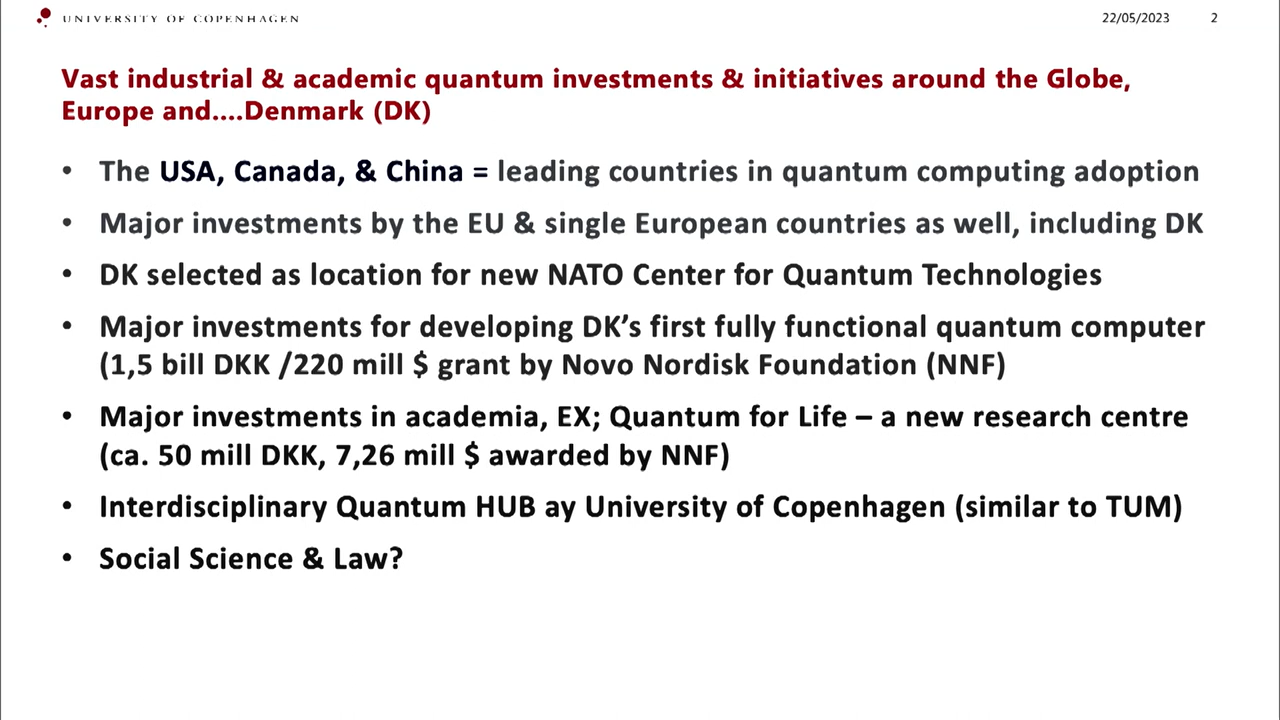 UNIVERSITY OF COPENHAGEN
22/05/2023 2
Vast industrial & academic quantum investments & initiatives around the Globe,
Europe and....Denmark (DK)
• The USA, Canada, & China = leading countries in quantum computing adoption
• Major investments by the EU & single European countries as well, including DK
• DK selected as location for new NATO Center for Quantum Technologies
• Major investments for developing DK’s first fully functional quantum computer
(1,5 bill DKK /220 mill $ grant by Novo Nordisk Foundation (NNF)
• Major investments in academia, EX; Quantum for Life – a new research centre
(ca. 50 mill DKK, 7,26 mill $ awarded by NNF)
• Interdisciplinary Quantum HUB ay University of Copenhagen (similar to TUM)
• Social Science & Law?